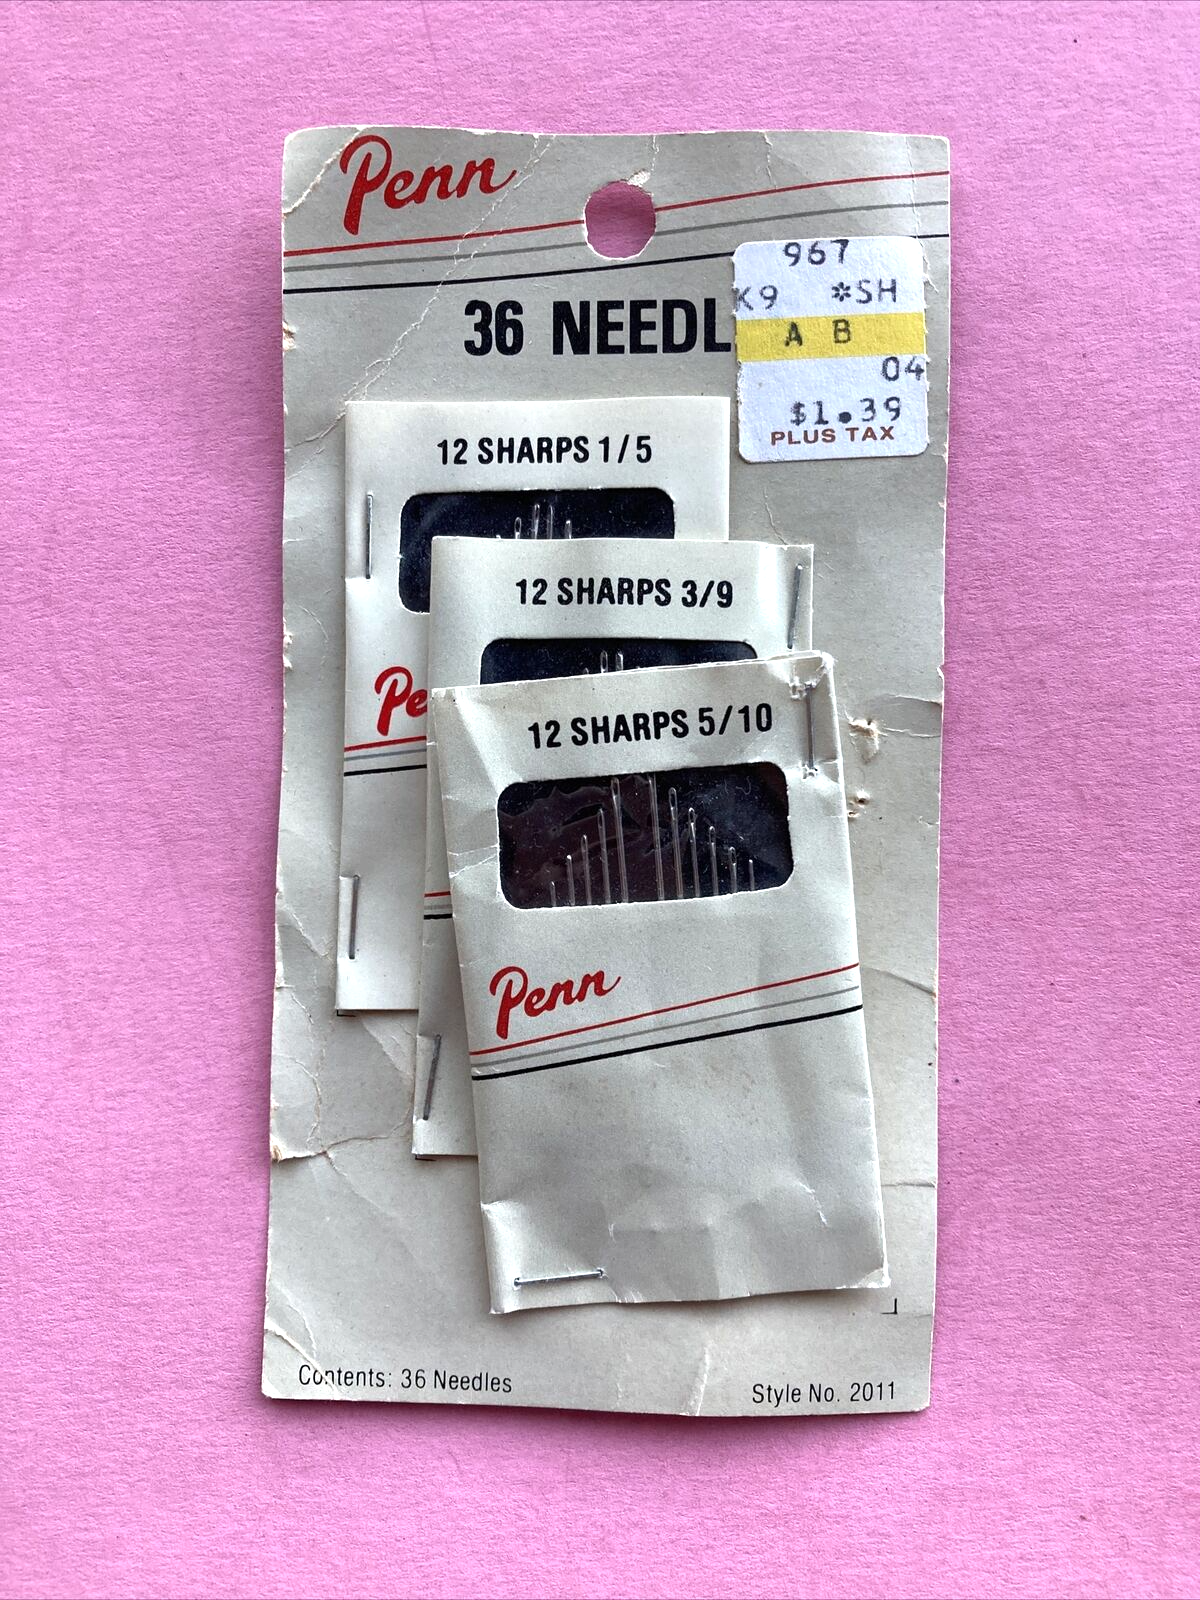 Penn
967
K9 *SH
A B
04
$1.39
PLUS TAX
36 NEEDL
12 SHARPS 1/5
12 SHARPS 3/9
Pe
12 SHARPS 5/10
Penn
Contents: 36 Needles
Style No. 2011